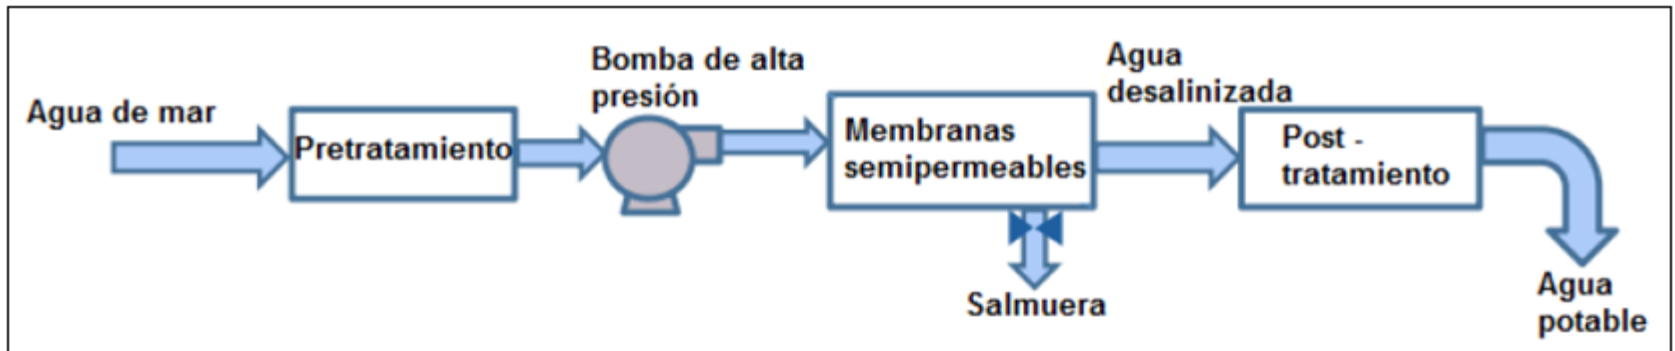 Agua de mar
Pretratamiento
Bomba de alta
presión
Membranas
semipermeables
Salmuera
Agua
desalinizada
Post -
tratamiento
Agua
potable